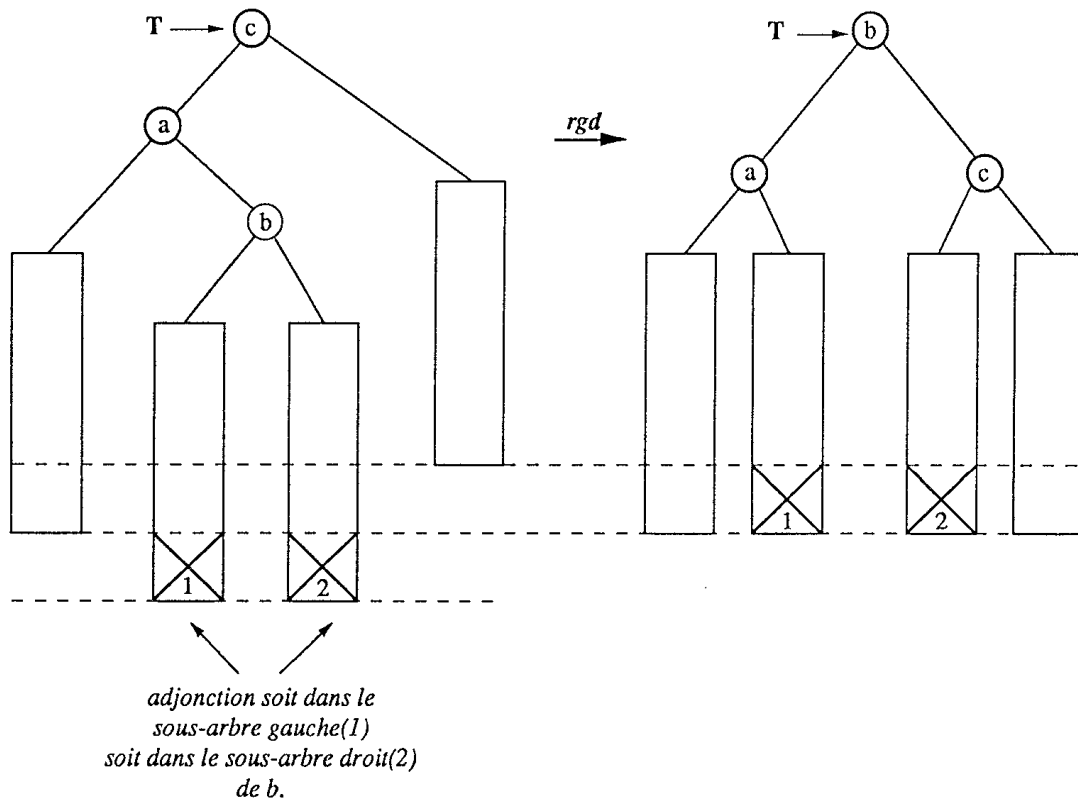 T c
a
b
1 2
rgd
T b
a c
1 2
adjonction soit dans le
sous-arbre gauche(1)
soit dans le sous-arbre droit(2)
de b.